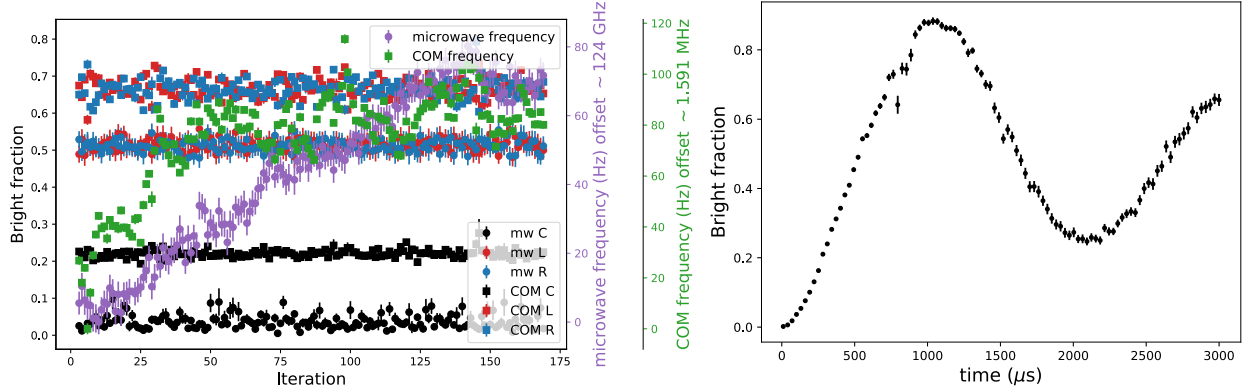 microwave frequency
COM frequency
0.8
0.7
0.6
0.5
0.4
0.3
0.2
0.1
0.0
Bright fraction
mw C
mw L
mw R
COM C
COM L
COM R
0 25 50 75 100 125 150 175
Iteration
80
60
40
20
0
microwave frequency (Hz) offset ~ 124 GHz
120
100
80
60
40
20
0
COM frequency (Hz) offset ~ 1.591 MHz
0.8
0.6
0.4
0.2
0.0
Bright fraction
0 500 1000 1500 2000 2500 3000
time (μs)